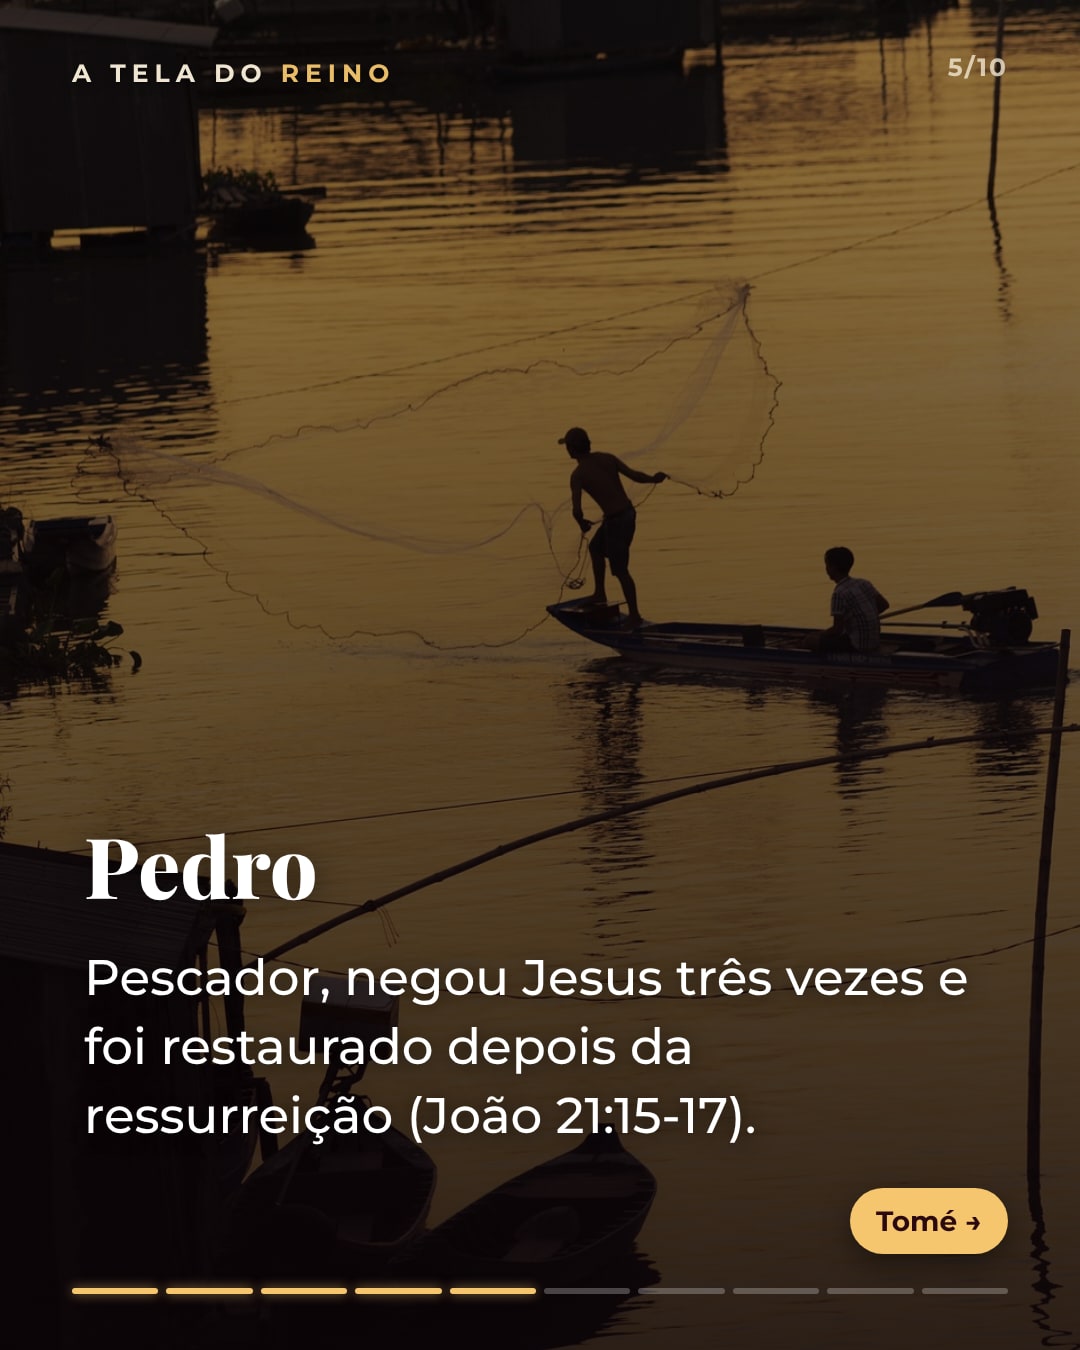 A TELA DO REINO
5/10
Pedro
Pescador, negou Jesus três vezes e
foi restaurado depois da
ressurreição (João 21:15-17).
Tomé →